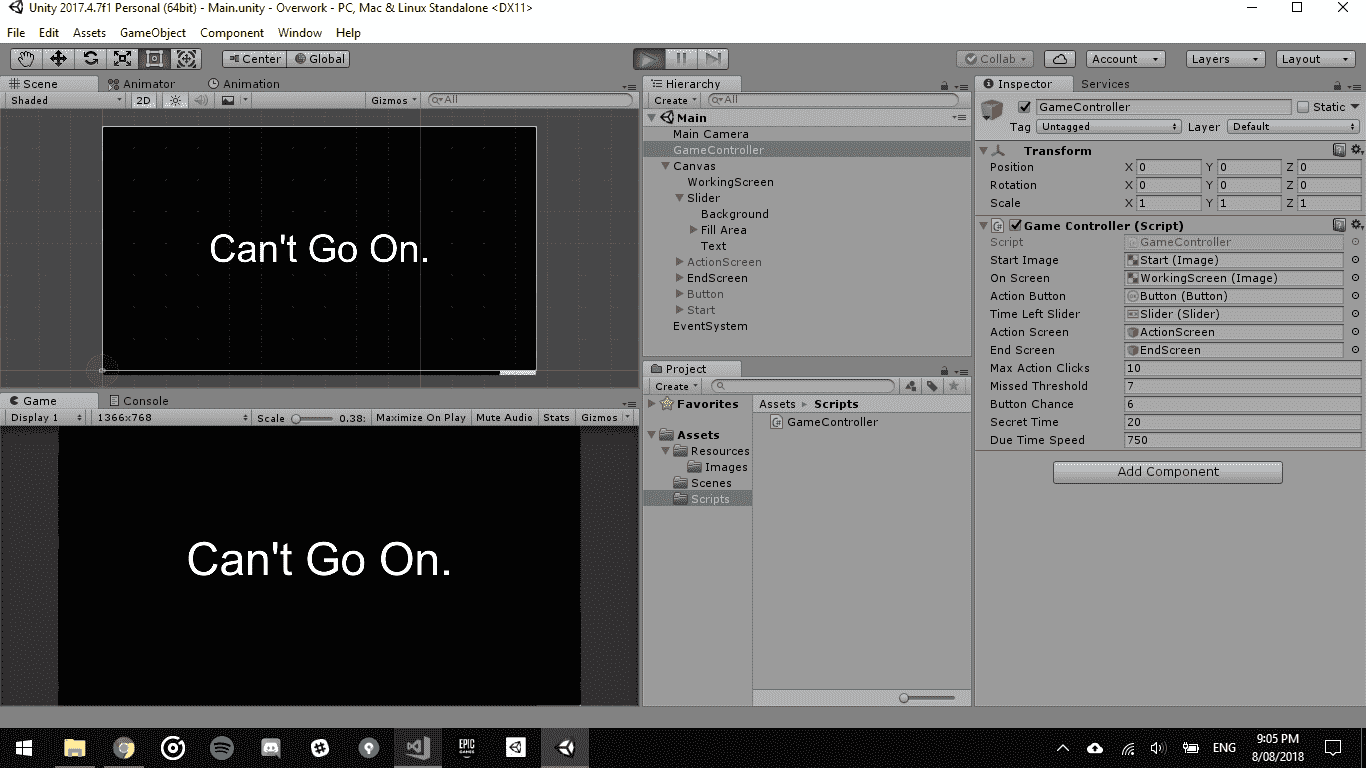 Unity 2017.4.7f1 Personal (64bit) - Main.unity - Overwork - PC, Mac & Linux Standalone <DX11>
File Edit Assets GameObject Component Window Help
Center Global Collab Account Layers Layout
Scene Animator Animation
Shaded 2D Gizmos All
Can't Go On.
Game Console
Display 1 1366x768 Scale 0.38: Maximize On Play Mute Audio Stats Gizmos
Can't Go On.
Hierarchy
Create All
Main
Main Camera
GameController
Canvas
WorkingScreen
Slider
Background
Fill Area
Text
ActionScreen
EndScreen
Button
Start
EventSystem
Project
Create
Favorites
Assets
Resources
Images
Scenes
Scripts
Assets Scripts
GameController
Inspector Services
GameController Static
Tag Untagged Layer Default
Transform
Position X 0 Y 0 Z 0
Rotation X 0 Y 0 Z 0
Scale X 1 Y 1 Z 1
Game Controller (Script)
Script GameController
Start Image Start (Image)
On Screen WorkingScreen (Image)
Action Button Button (Button)
Time Left Slider Slider (Slider)
Action Screen ActionScreen
End Screen EndScreen
Max Action Clicks 10
Missed Threshold 7
Button Chance 6
Secret Time 20
Due Time Speed 750
Add Component
EPIC GAMES
ENG
9:05 PM
8/08/2018